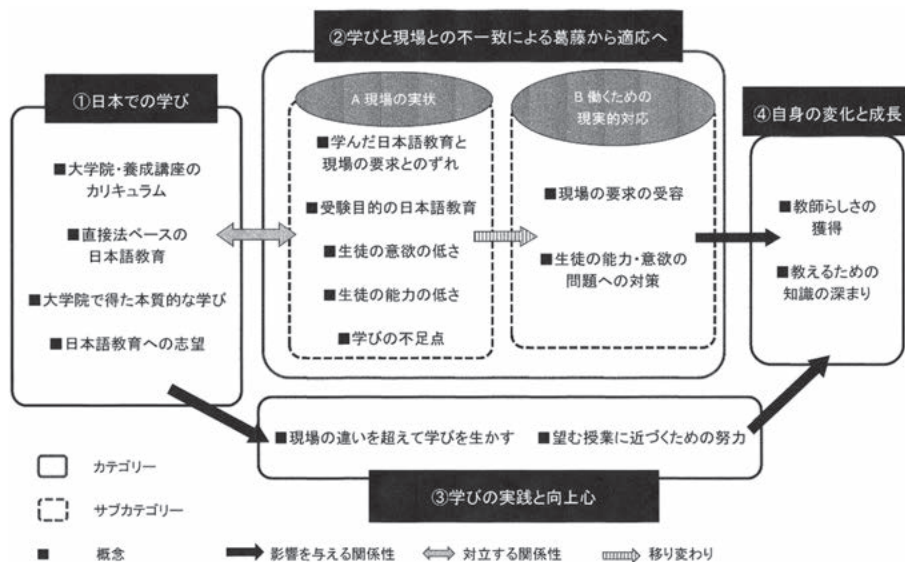 ②学びと現場との不一致による葛藤から適応へ
①日本での学び
■大学院・養成講座の
カリキュラム
■直接法ベースの
日本語教育
■大学院で得た本質的な学び
■日本語教育への志望
A 現場の実状
■学んだ日本語教育と
現場の要求とのずれ
■受験目的の日本語教育
■生徒の意欲の低さ
■生徒の能力の低さ
■学びの不足点
B 働くための
現実的対応
■現場の要求の受容
■生徒の能力・意欲の
問題への対策
④自身の変化と成長
■教師らしさの
獲得
■教えるための
知識の深まり
■現場の違いを超えて学びを生かす
■望む授業に近づくための努力
③学びの実践と向上心
カテゴリー
サブカテゴリー
■ 概念
影響を与える関係性
対立する関係性
移り変わり